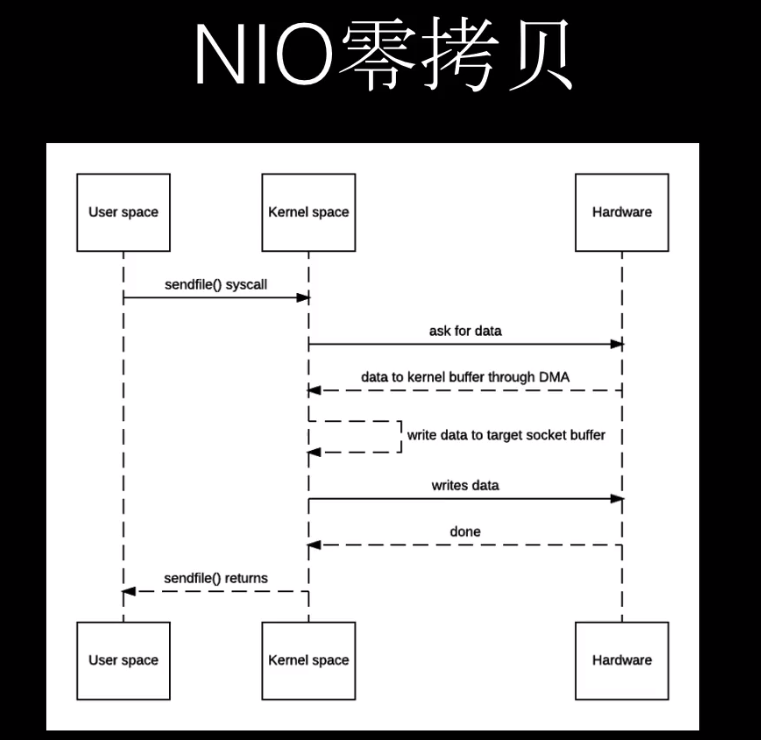 NIO零拷贝
User space
Kernel space
Hardware
sendfile() syscall
ask for data
data to kernel buffer through DMA
write data to target socket buffer
writes data
done
sendfile() returns
User space
Kernel space
Hardware